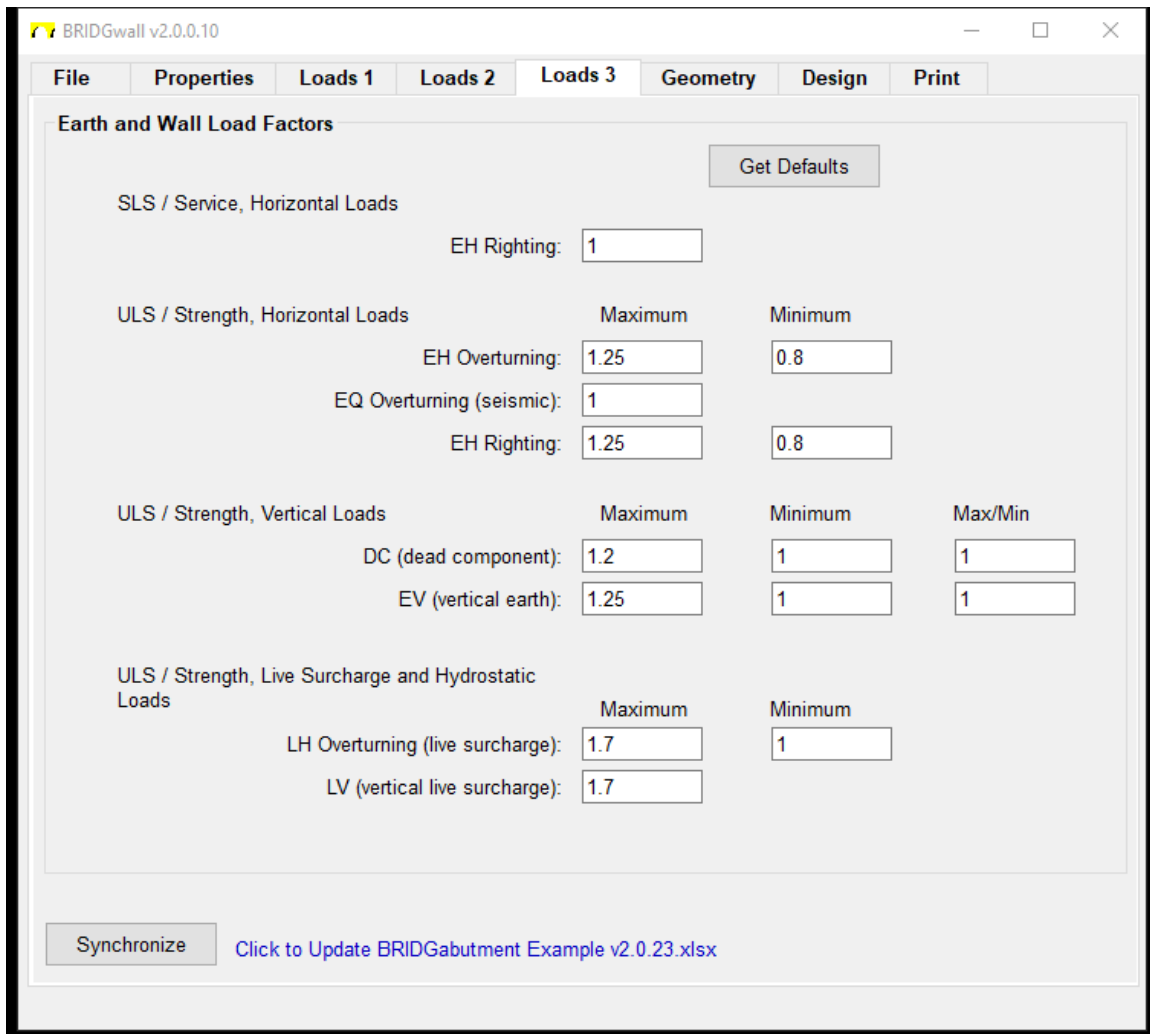 BRIDGwall v2.0.0.10
File Properties Loads 1 Loads 2 Loads 3 Geometry Design Print
Earth and Wall Load Factors
Get Defaults
SLS / Service, Horizontal Loads
EH Righting: 1
ULS / Strength, Horizontal Loads Maximum Minimum
EH Overturning: 1.25 0.8
EQ Overturning (seismic): 1
EH Righting: 1.25 0.8
ULS / Strength, Vertical Loads Maximum Minimum Max/Min
DC (dead component): 1.2 1 1
EV (vertical earth): 1.25 1 1
ULS / Strength, Live Surcharge and Hydrostatic
Loads
Maximum Minimum
LH Overturning (live surcharge): 1.7 1
LV (vertical live surcharge): 1.7
Synchronize Click to Update BRIDGabutment Example v2.0.23.xlsx